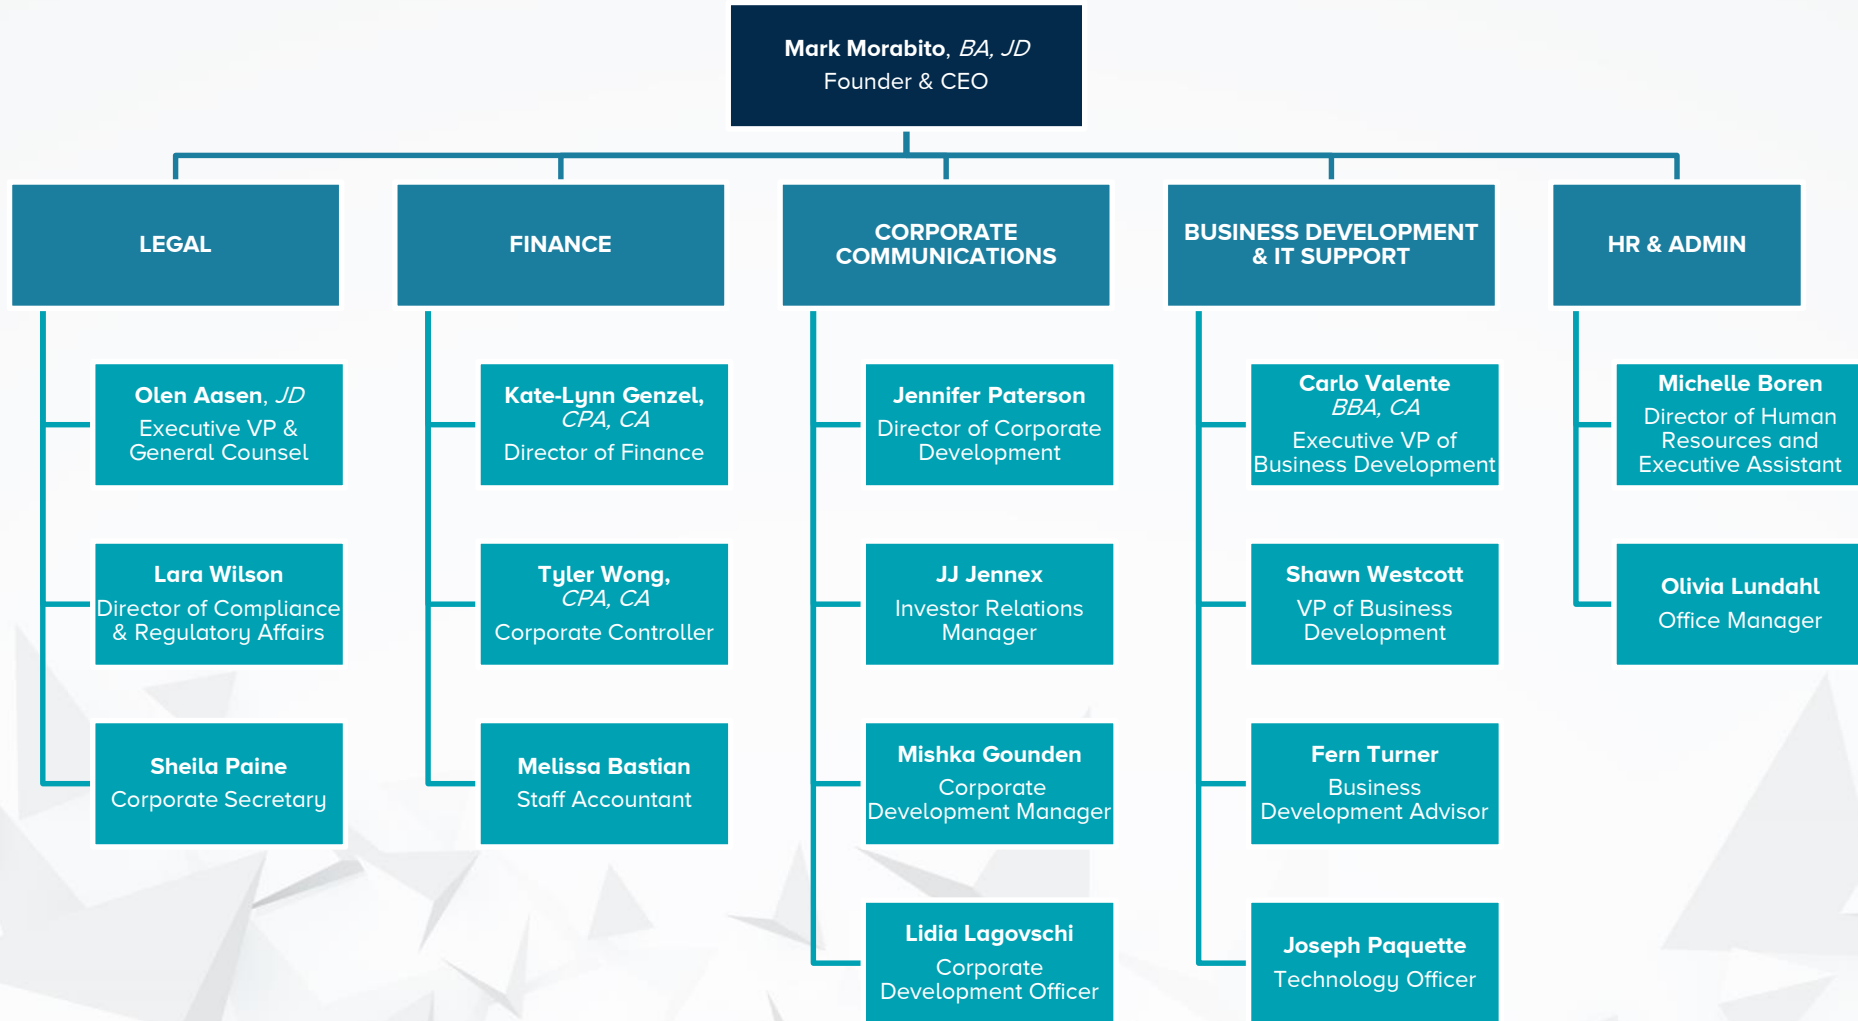 Mark Morabito, BA, JD
Founder & CEO
LEGAL
FINANCE
CORPORATE
COMMUNICATIONS
BUSINESS DEVELOPMENT
& IT SUPPORT
HR & ADMIN
Olen Aasen, JD
Executive VP &
General Counsel
Lara Wilson
Director of Compliance
& Regulatory Affairs
Sheila Paine
Corporate Secretary
Kate-Lynn Genzel,
CPA, CA
Director of Finance
Tyler Wong,
CPA, CA
Corporate Controller
Melissa Bastian
Staff Accountant
Jennifer Paterson
Director of Corporate
Development
JJ Jennex
Investor Relations
Manager
Mishka Gounden
Corporate
Development Manager
Lidia Lagovschi
Corporate
Development Officer
Carlo Valente
BBA, CA
Executive VP of
Business Development
Shawn Westcott
VP of Business
Development
Fern Turner
Business
Development Advisor
Joseph Paquette
Technology Officer
Michelle Boren
Director of Human
Resources and
Executive Assistant
Olivia Lundahl
Office Manager